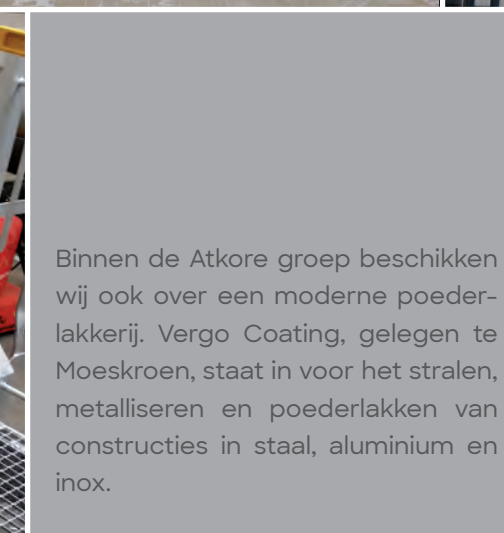 Binnen de Atkore groep beschikken
wij ook over een moderne poeder-
lakkerij. Vergo Coating, gelegen te
Moeskroen, staat in voor het stralen,
metalliseren en poederlakken van
constructies in staal, aluminium en
inox.